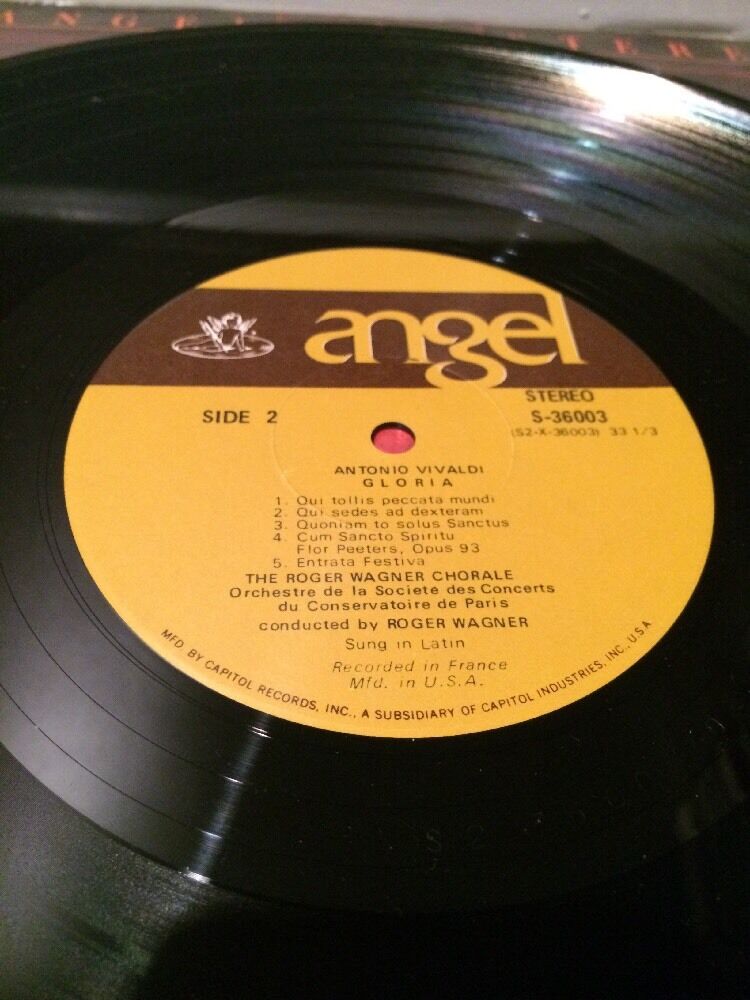 angel
STEREO
SIDE 2
S-36003
(S2-X-36003) 33 1/3
ANTONIO VIVALDI
GLORIA
1. Qui tollis peccata mundi
2. Qui sedes ad dexteram
3. Quoniam to solus Sanctus
4. Cum Sancto Spiritu
Flor Peeters, Opus 93
5. Entrata Festiva
THE ROGER WAGNER CHORALE
Orchestre de la Societé des Concerts
du Conservatoire de Paris
conducted by ROGER WAGNER
Sung in Latin
Recorded in France
Mfd. in U.S.A.
MFD. BY CAPITOL RECORDS, INC., A SUBSIDIARY OF CAPITOL INDUSTRIES, INC., U.S.A.